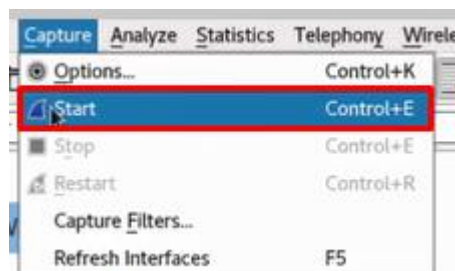 Capture Analyze Statistics Telephony
Options... Control+K
Start Control+E
Stop Control+E
Restart Control+R
Capture Filters...
Refresh Interfaces F5